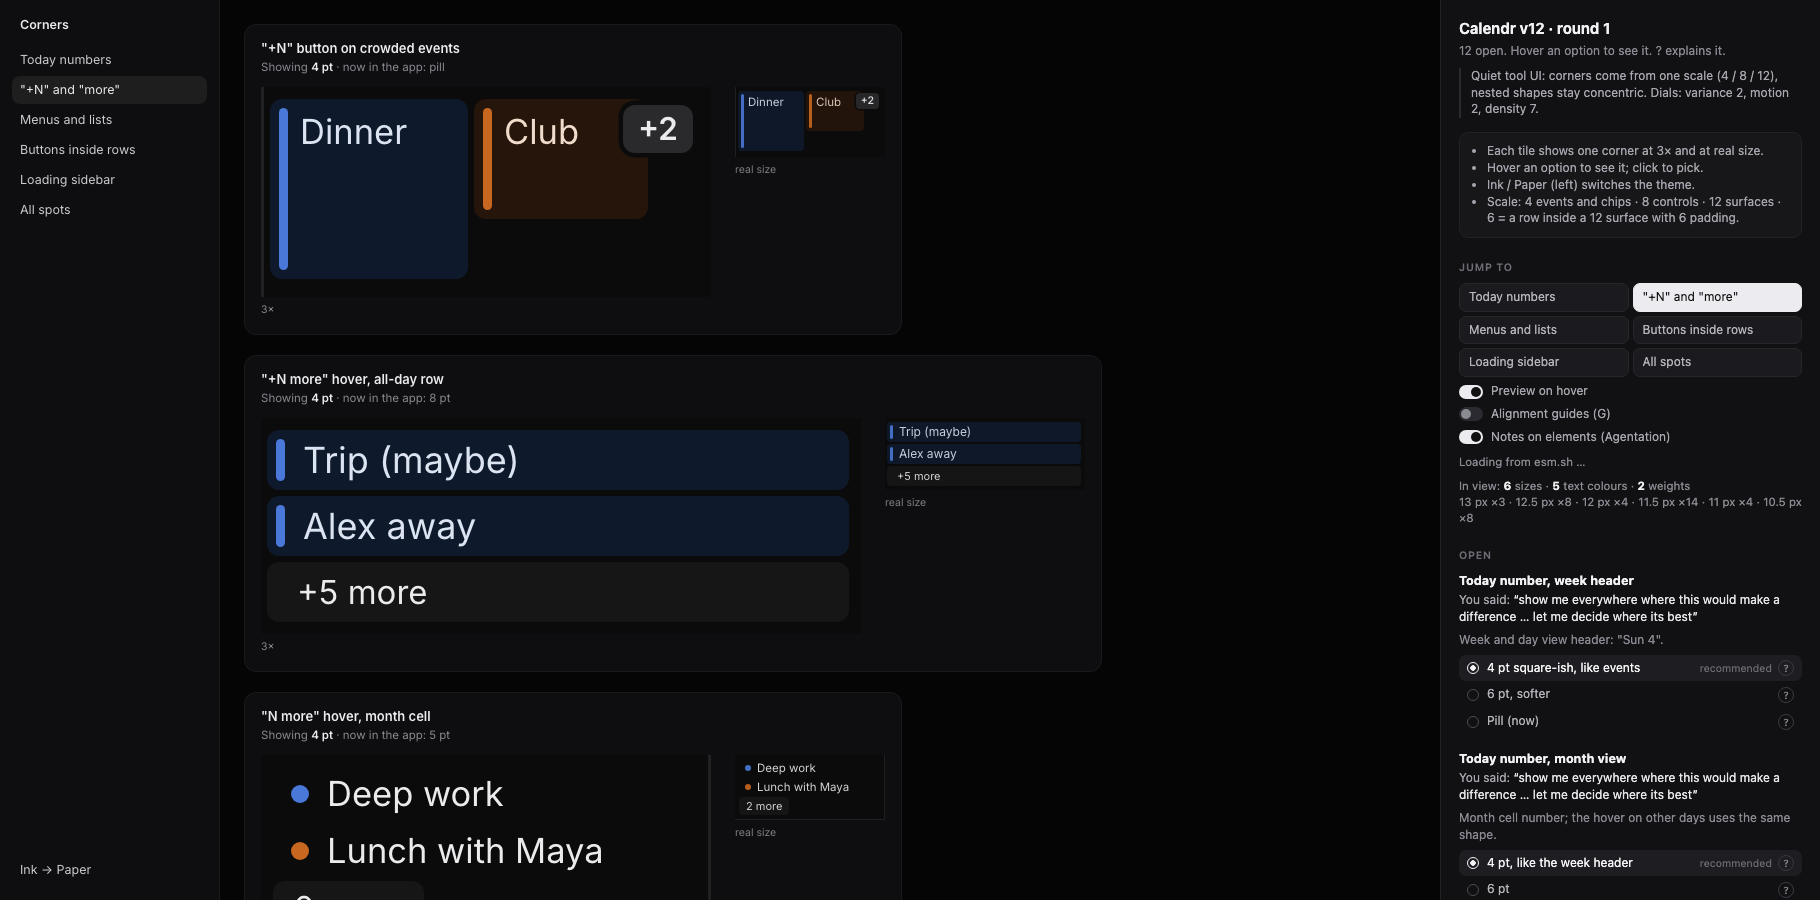 Corners
Today numbers
"+N" and "more"
Menus and lists
Buttons inside rows
Loading sidebar
All spots
Ink → Paper
"+N" button on crowded events
Showing 4 pt · now in the app: pill
Dinner
Club
+2
3×
Dinner
Club
+2
real size
"+N more" hover, all-day row
Showing 4 pt · now in the app: 8 pt
Trip (maybe)
Alex away
+5 more
3×
Trip (maybe)
Alex away
+5 more
real size
"N more" hover, month cell
Showing 4 pt · now in the app: 5 pt
Deep work
Lunch with Maya
Deep work
Lunch with Maya
2 more
real size
Calendr v12 · round 1
12 open. Hover an option to see it. ? explains it.
Quiet tool UI: corners come from one scale (4 / 8 / 12),
nested shapes stay concentric. Dials: variance 2, motion
2, density 7.
• Each tile shows one corner at 3× and at real size.
• Hover an option to see it; click to pick.
• Ink / Paper (left) switches the theme.
• Scale: 4 events and chips · 8 controls · 12 surfaces ·
6 = a row inside a 12 surface with 6 padding.
JUMP TO
Today numbers
"+N" and "more"
Menus and lists
Buttons inside rows
Loading sidebar
All spots
Preview on hover
Alignment guides (G)
Notes on elements (Agentation)
Loading from esm.sh …
In view: 6 sizes · 5 text colours · 2 weights
13 px ×3 · 12.5 px ×8 · 12 px ×4 · 11.5 px ×14 · 11 px ×4 · 10.5 px
×8
OPEN
Today number, week header
You said: “show me everywhere where this would make a
difference … let me decide where its best”
Week and day view header: "Sun 4".
4 pt square-ish, like events recommended ?
6 pt, softer ?
Pill (now) ?
Today number, month view
You said: “show me everywhere where this would make a
difference … let me decide where its best”
Month cell number; the hover on other days uses the same
shape.
4 pt, like the week header recommended ?
6 pt ?